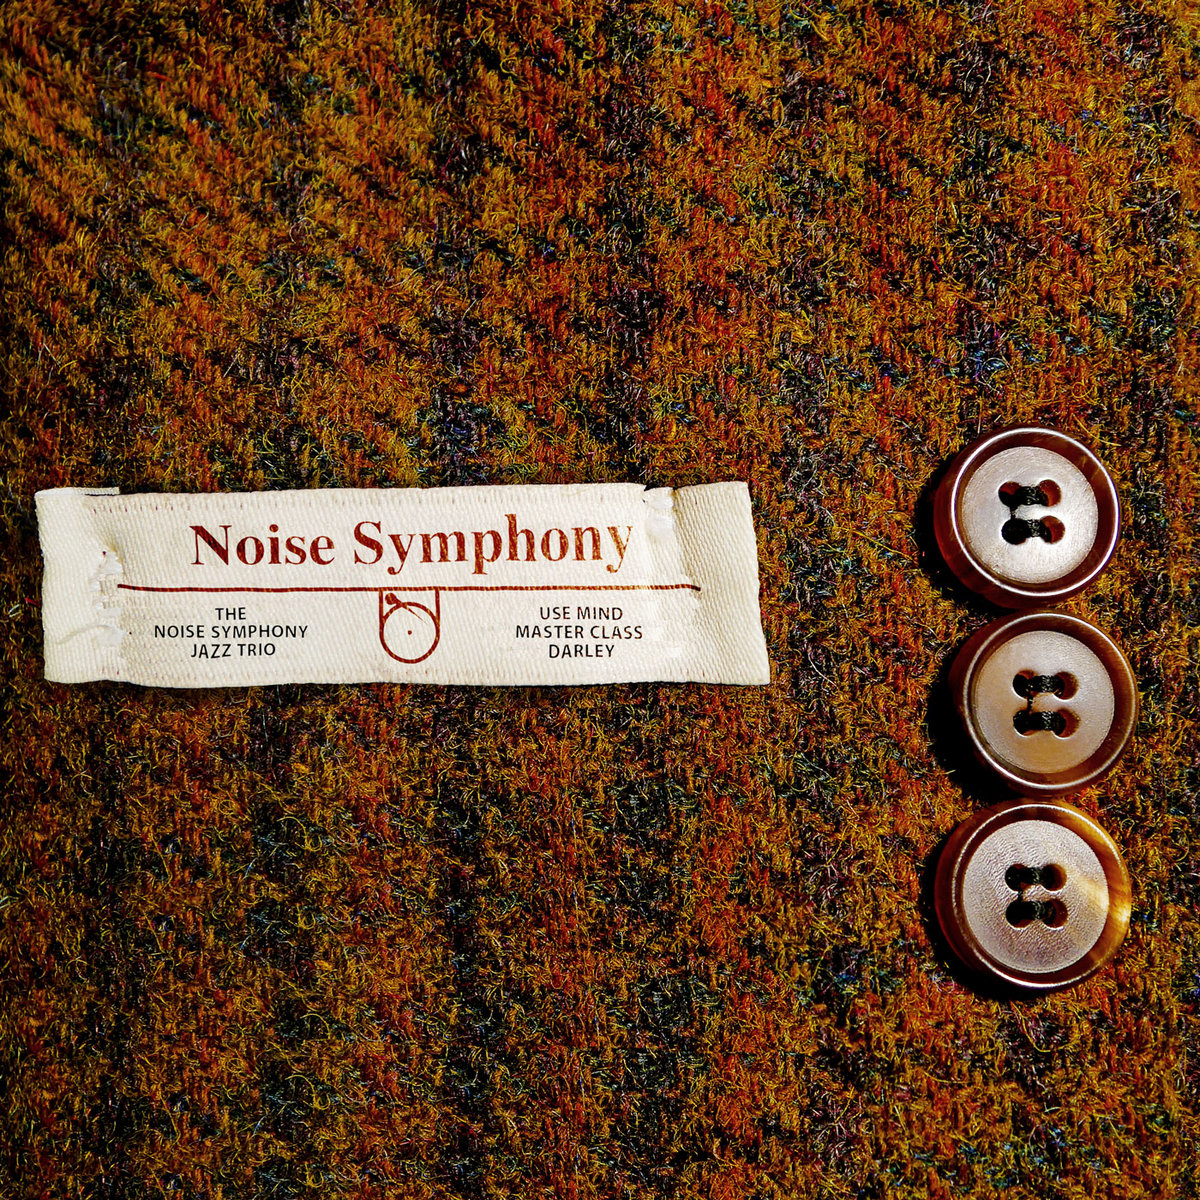 Noise Symphony
THE
NOISE SYMPHONY
JAZZ TRIO
USE MIND
MASTER CLASS
DARLEY